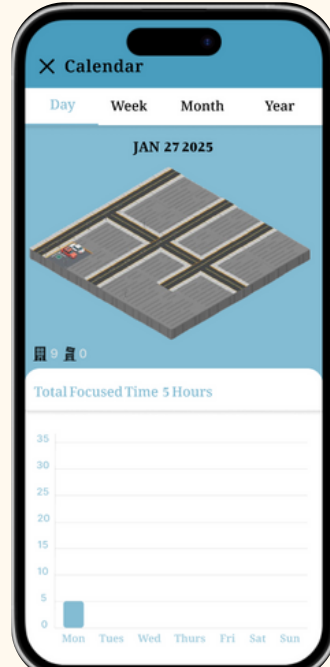 X Calendar
Day Week Month Year
JAN 27 2025
9 0
Total Focused Time 5 Hours
35
30
25
20
15
10
5
0
Mon Tues Wed Thurs Fri Sat Sun